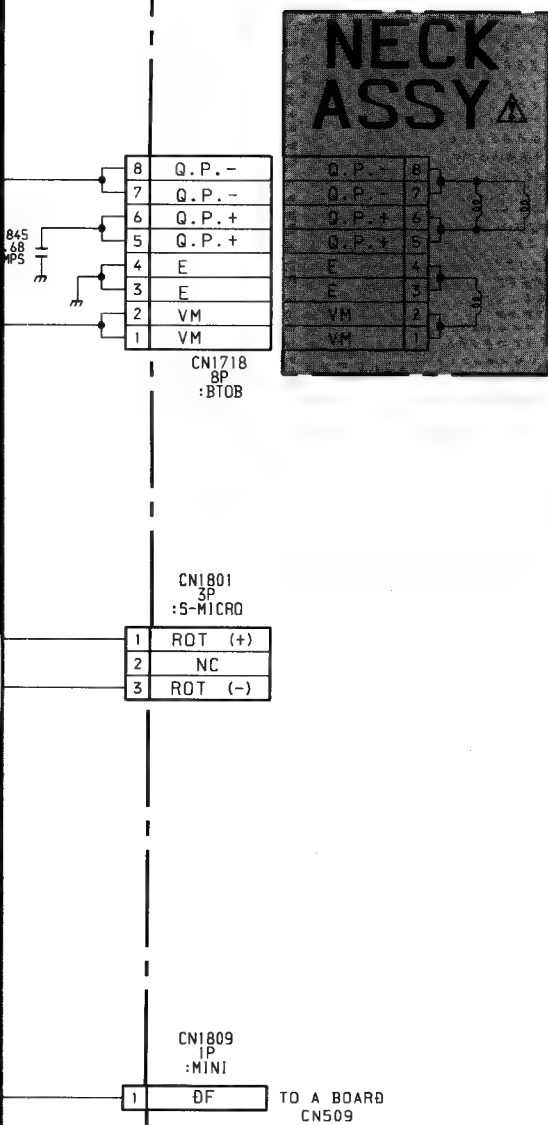 NECK
ASSY
8 Q.P.- Q.P.- 8
7 Q.P.- Q.P.- 7
6 Q.P.+ Q.P.+ 6
5 Q.P.+ Q.P.+ 5
4 E E 4
3 E E 3
2 VM VM 2
1 VM VM 1
845
.68
MPS
CN1718
8P
:BTOB
CN1801
3P
:S-MICRO
1 ROT (+)
2 NC
3 ROT (-)
CN1809
1P
:MINI
1 DF TO A BOARD
CN509